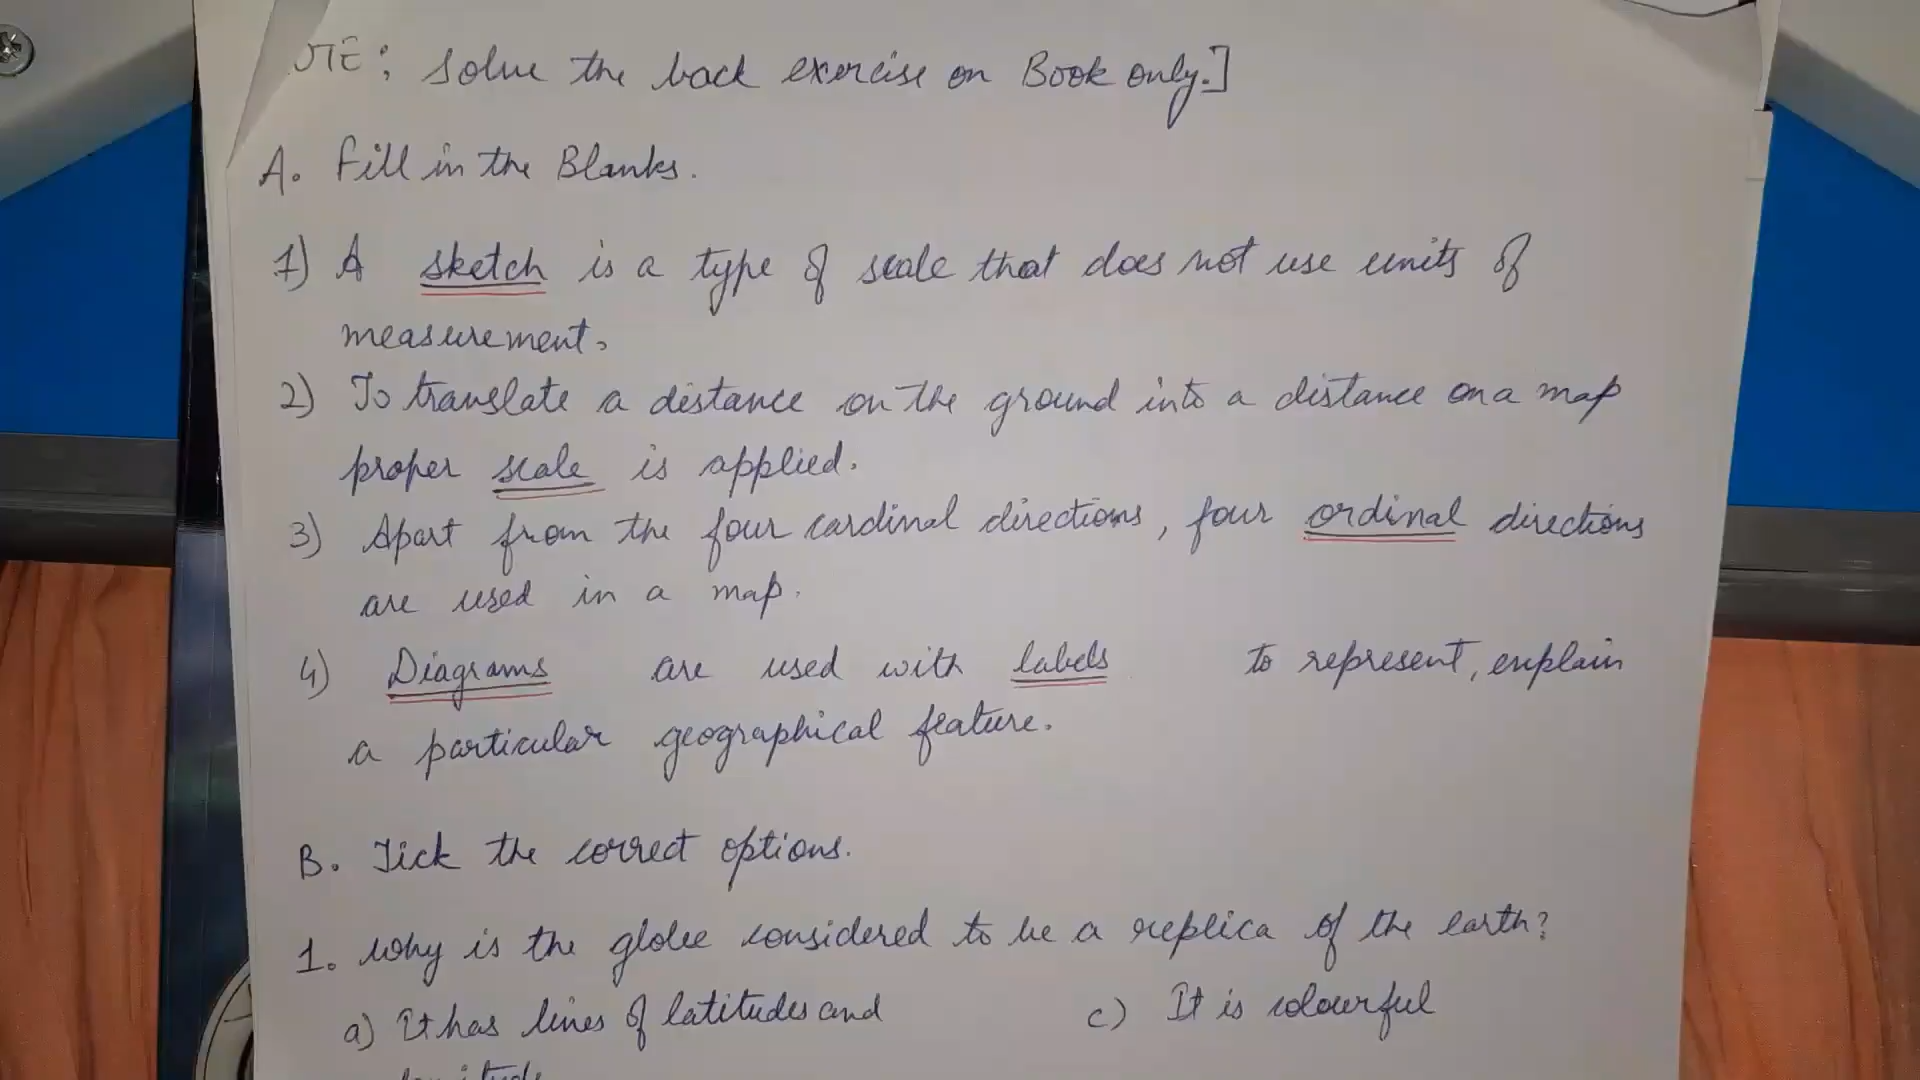 OTE: Solve the back exercise on Book only.]
A. Fill in the Blanks.
1) A sketch is a type of scale that does not use units of
measurement.
2) To translate a distance on the ground into a distance on a map
proper scale is applied.
3) Apart from the four cardinal directions, four ordinal directions
are used in a map.
4) Diagrams are used with labels to represent, explain
a particular geographical feature.
B. Tick the correct options.
1. Why is the globe considered to be a replica of the earth?
a) It has lines of latitudes and c) It is colourful